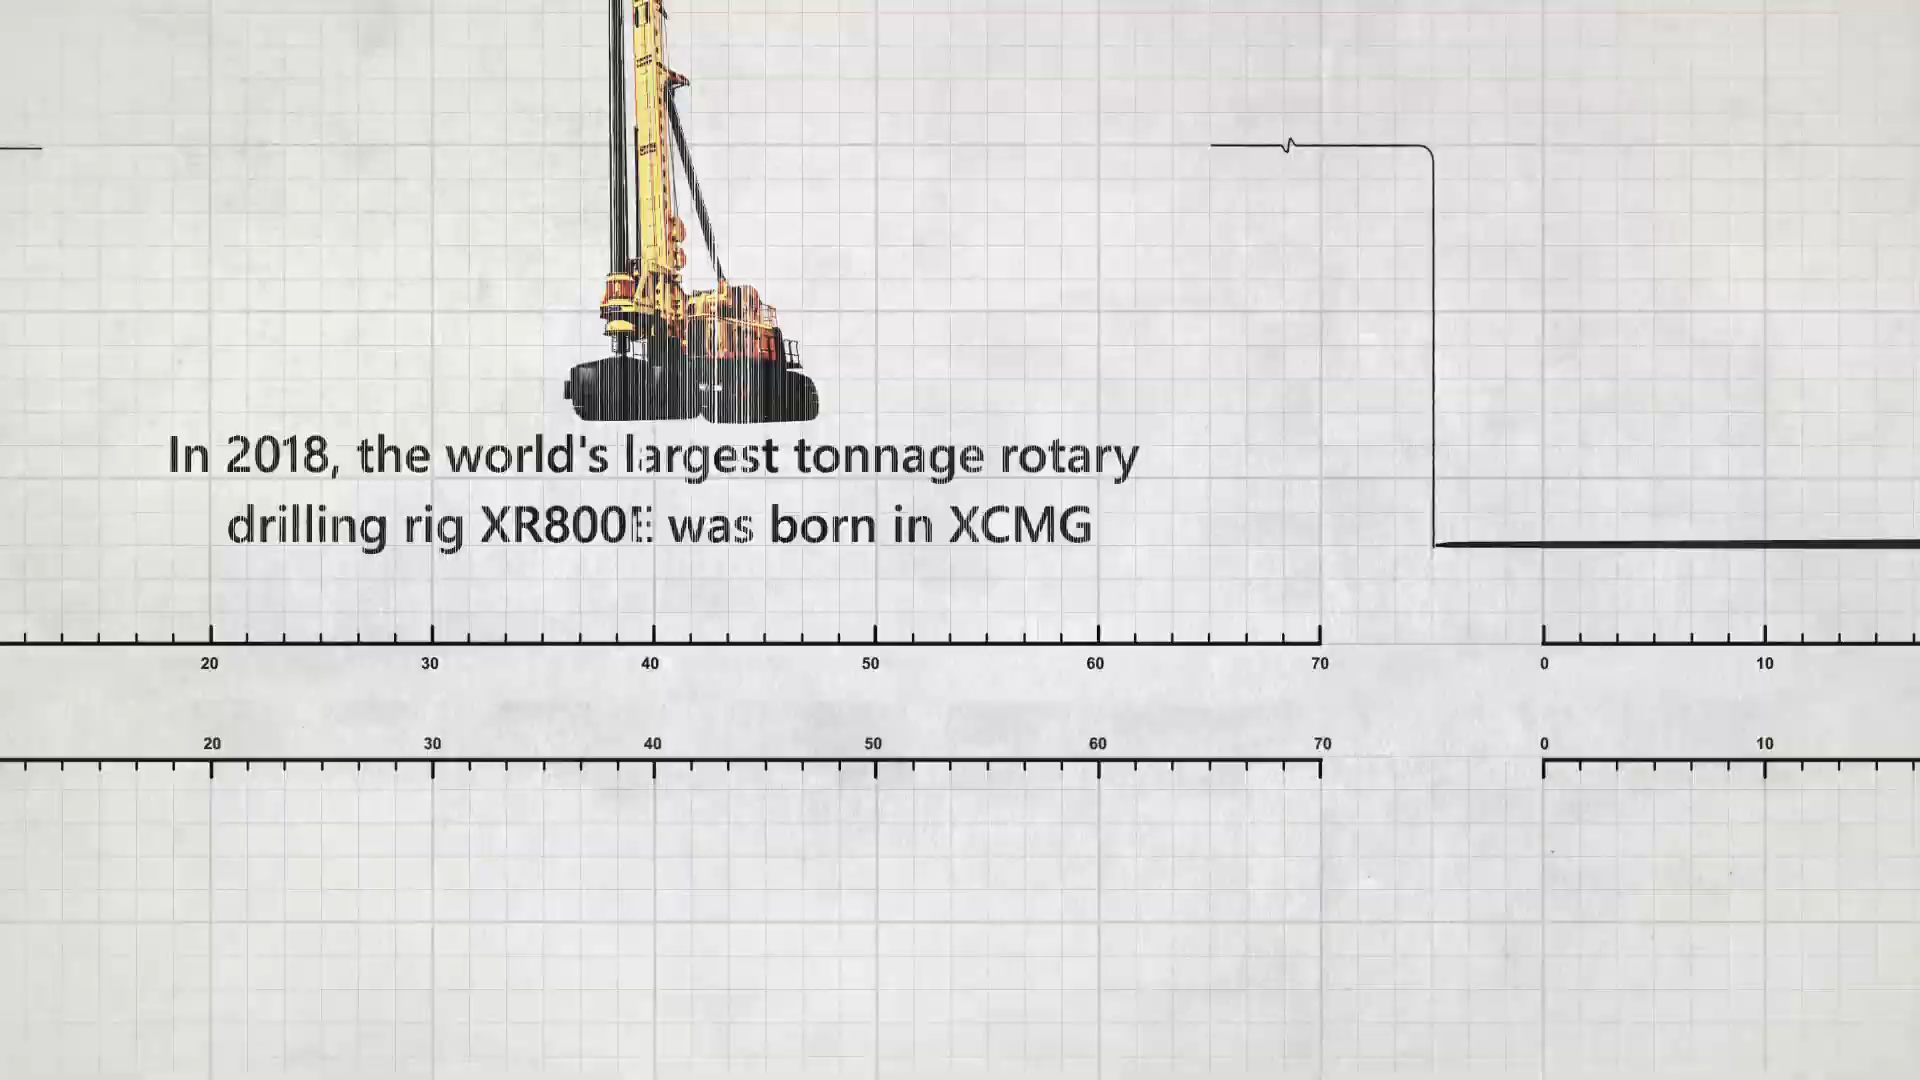 In 2018, the world's largest tonnage rotary
drilling rig XR800E was born in XCMG
20 30 40 50 60 70 0 10
20 30 40 50 60 70 0 10